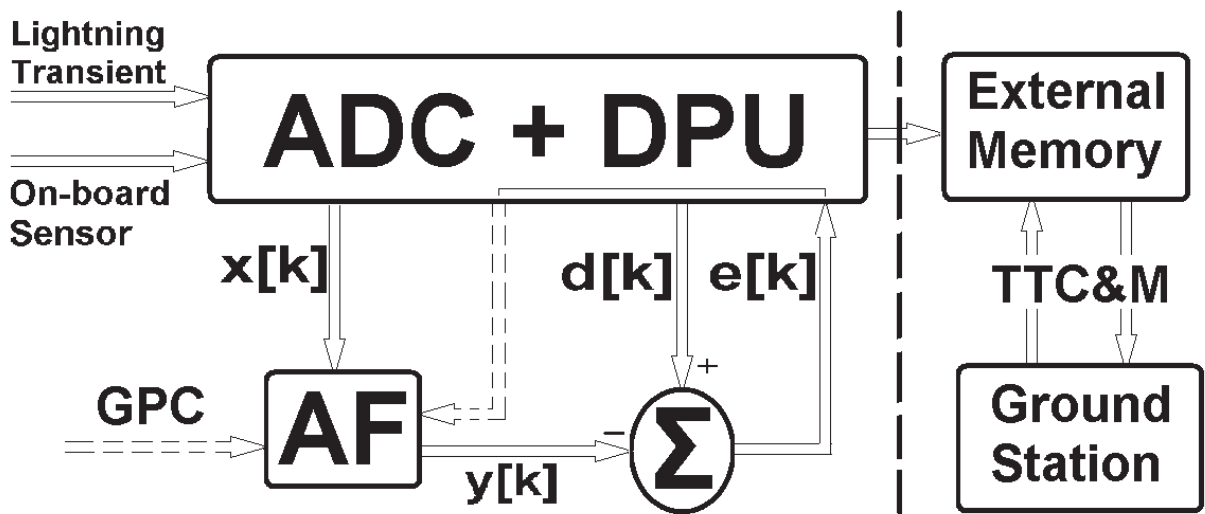 Lightning
Transient
ADC + DPU
External
Memory
On-board
Sensor
x[k]
d[k]
e[k]
TTC&M
+
GPC
AF
–
Σ
y[k]
Ground
Station